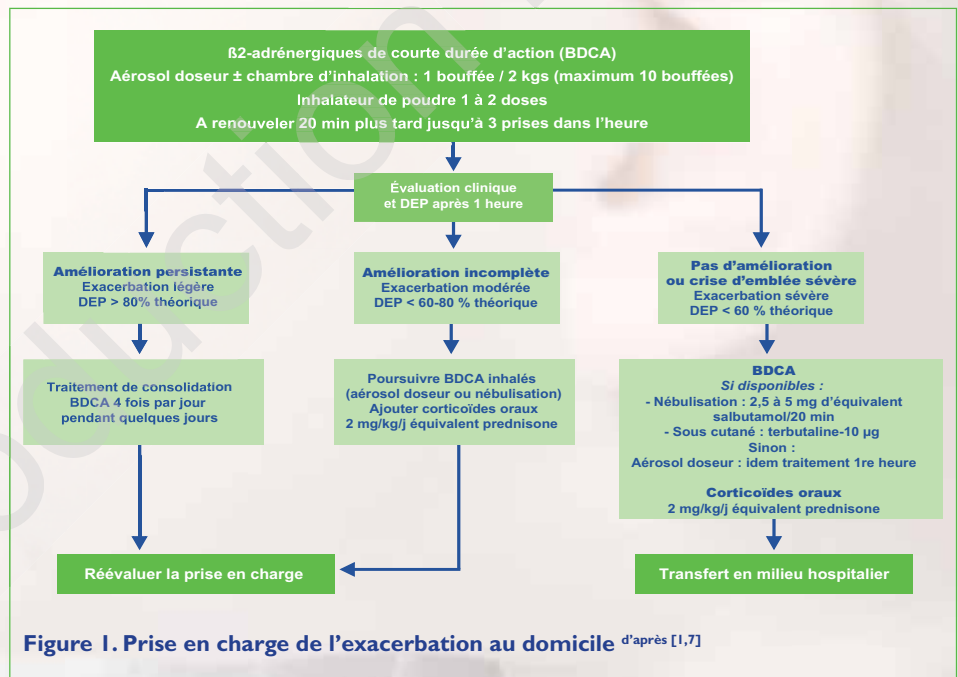 ß2-adrénergiques de courte durée d'action (BDCA)
Aérosol doseur ± chambre d'inhalation : 1 bouffée / 2 kgs (maximum 10 bouffées)
Inhalateur de poudre 1 à 2 doses
A renouveler 20 min plus tard jusqu'à 3 prises dans l'heure
Évaluation clinique
et DEP après 1 heure
Amélioration persistante
Exacerbation légère
DEP > 80% théorique
Amélioration incomplète
Exacerbation modérée
DEP < 60-80 % théorique
Pas d'amélioration
ou crise d'emblée sévère
Exacerbation sévère
DEP < 60 % théorique
Traitement de consolidation
BDCA 4 fois par jour
pendant quelques jours
Poursuivre BDCA inhalés
(aérosol doseur ou nébulisation)
Ajouter corticoïdes oraux
2 mg/kg/j équivalent prednisone
BDCA
Si disponibles :
- Nébulisation : 2,5 à 5 mg d'équivalent
salbutamol/20 min
- Sous cutané : terbutaline-10 µg
Sinon :
Aérosol doseur : idem traitement 1re heure
Corticoïdes oraux
2 mg/kg/j équivalent prednisone
Réévaluer la prise en charge
Transfert en milieu hospitalier
Figure 1. Prise en charge de l'exacerbation au domicile d'après [1,7]
oduction